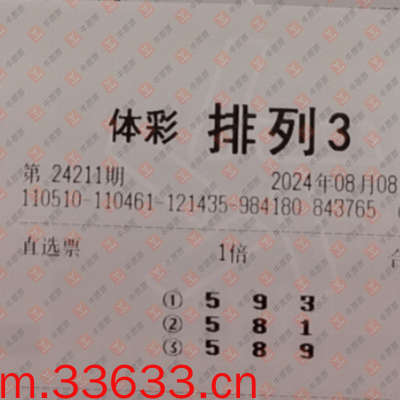 体彩 排列3
第 24211期 2024年08月08
110510-110461-121435-984180 843765
直选票 1倍
① 5 9 3
② 5 8 1
③ 5 8 9
m.33633.cn